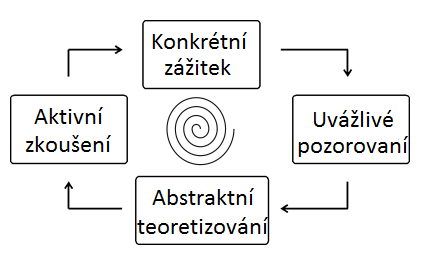 Konkrétní
zážitek
Aktivní
zkoušení
Uvážlivé
pozorovaní
Abstraktní
teoretizování